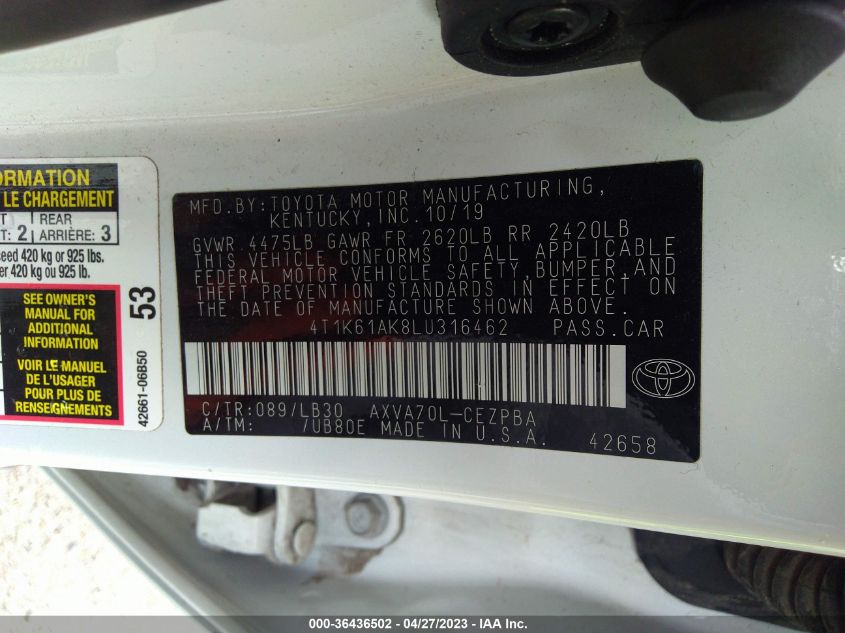 ORMATION
LE CHARGEMENT
REAR
T: 2 ARRIÈRE: 3
seed 420 kg or 925 lbs.
er 420 kg ou 925 lb.
SEE OWNER'S
MANUAL FOR
ADDITIONAL
INFORMATION
VOIR LE MANUEL
DE L'USAGER
POUR PLUS DE
RENSEIGNEMENTS
53
42661-06B50
MFD.BY:TOYOTA MOTOR MANUFACTURING,
KENTUCKY, INC.10/19
GVWR 4475LB GAWR FR 2620LB RR 2420LB
THIS VEHICLE CONFORMS TO ALL APPLICABLE
FEDERAL MOTOR VEHICLE SAFETY, BUMPER, AND
THEFT PREVENTION STANDARDS IN EFFECT ON
THE DATE OF MANUFACTURE SHOWN ABOVE.
4T1K61AK8LU316462 PASS.CAR
C/TR:089/LB30 AXVA70L-CEZPBA
A/TM: /UB80E MADE IN U.S.A.
42658
000-36436502 - 04/27/2023 - IAA Inc.